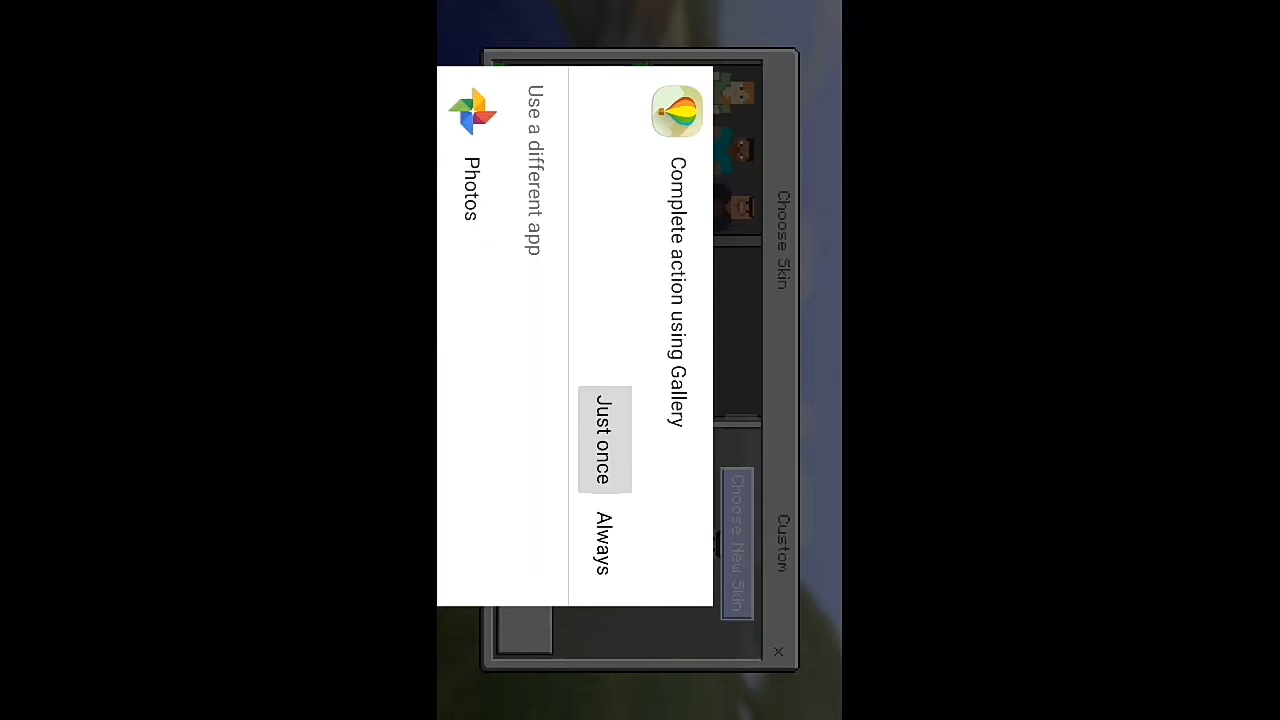 Choose Skin
Custom
x
Choose New Skin
Complete action using Gallery
Just once
Always
Use a different app
Photos